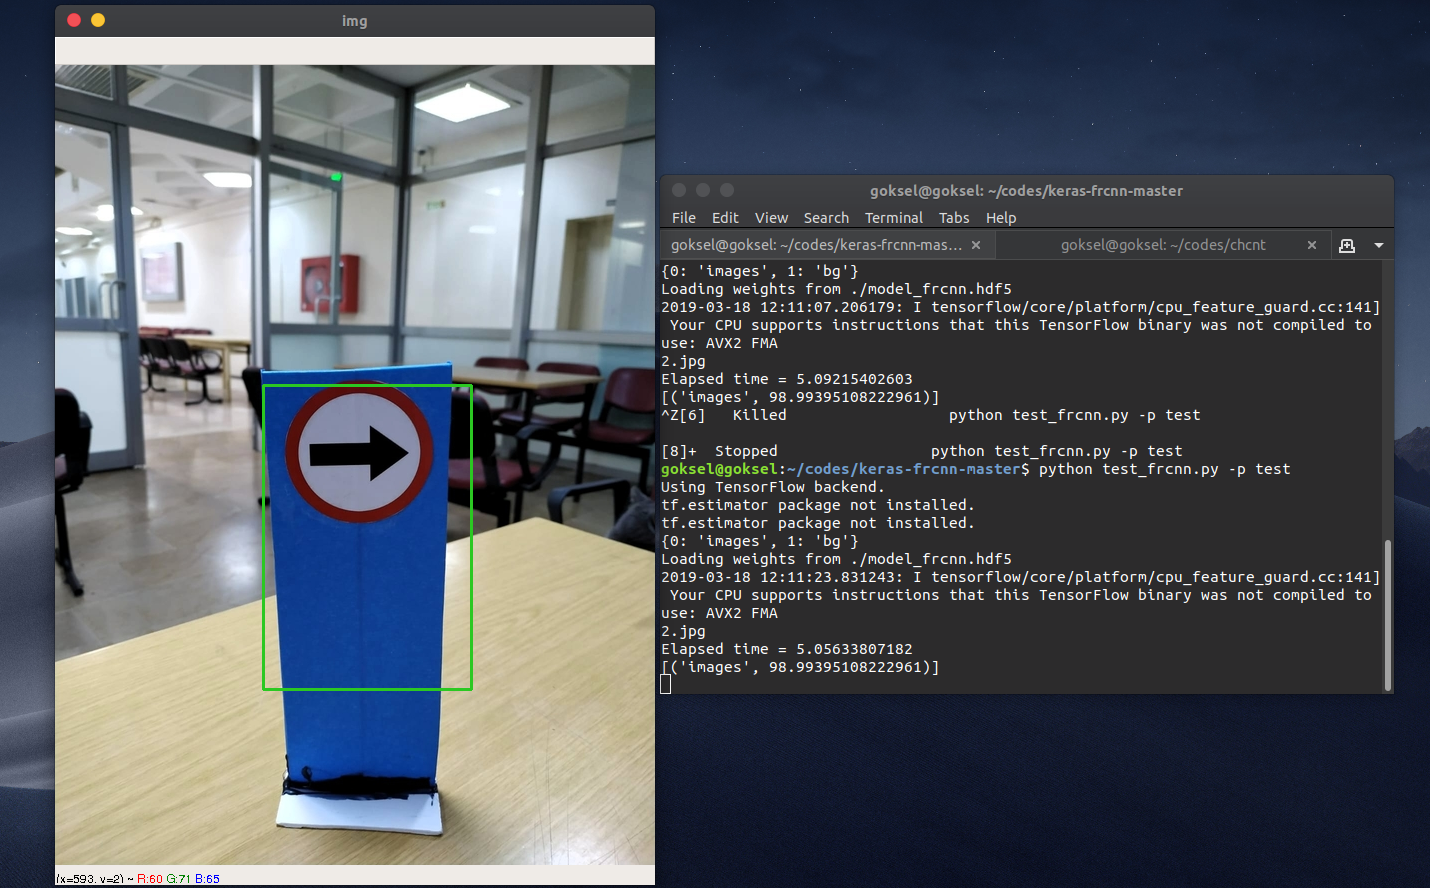 img
(x=593, y=2) ~ R:60 G:71 B:65
goksel@goksel: ~/codes/keras-frcnn-master
File Edit View Search Terminal Tabs Help
goksel@goksel: ~/codes/keras-frcnn-mas... × goksel@goksel: ~/codes/chcnt ×
{0: 'images', 1: 'bg'}
Loading weights from ./model_frcnn.hdf5
2019-03-18 12:11:07.206179: I tensorflow/core/platform/cpu_feature_guard.cc:141]
Your CPU supports instructions that this TensorFlow binary was not compiled to
use: AVX2 FMA
2.jpg
Elapsed time = 5.09215402603
[('images', 98.99395108222961)]
^Z[6]   Killed                  python test_frcnn.py -p test
[8]+  Stopped                 python test_frcnn.py -p test
goksel@goksel:~/codes/keras-frcnn-master$ python test_frcnn.py -p test
Using TensorFlow backend.
tf.estimator package not installed.
tf.estimator package not installed.
{0: 'images', 1: 'bg'}
Loading weights from ./model_frcnn.hdf5
2019-03-18 12:11:23.831243: I tensorflow/core/platform/cpu_feature_guard.cc:141]
Your CPU supports instructions that this TensorFlow binary was not compiled to
use: AVX2 FMA
2.jpg
Elapsed time = 5.05633807182
[('images', 98.99395108222961)]